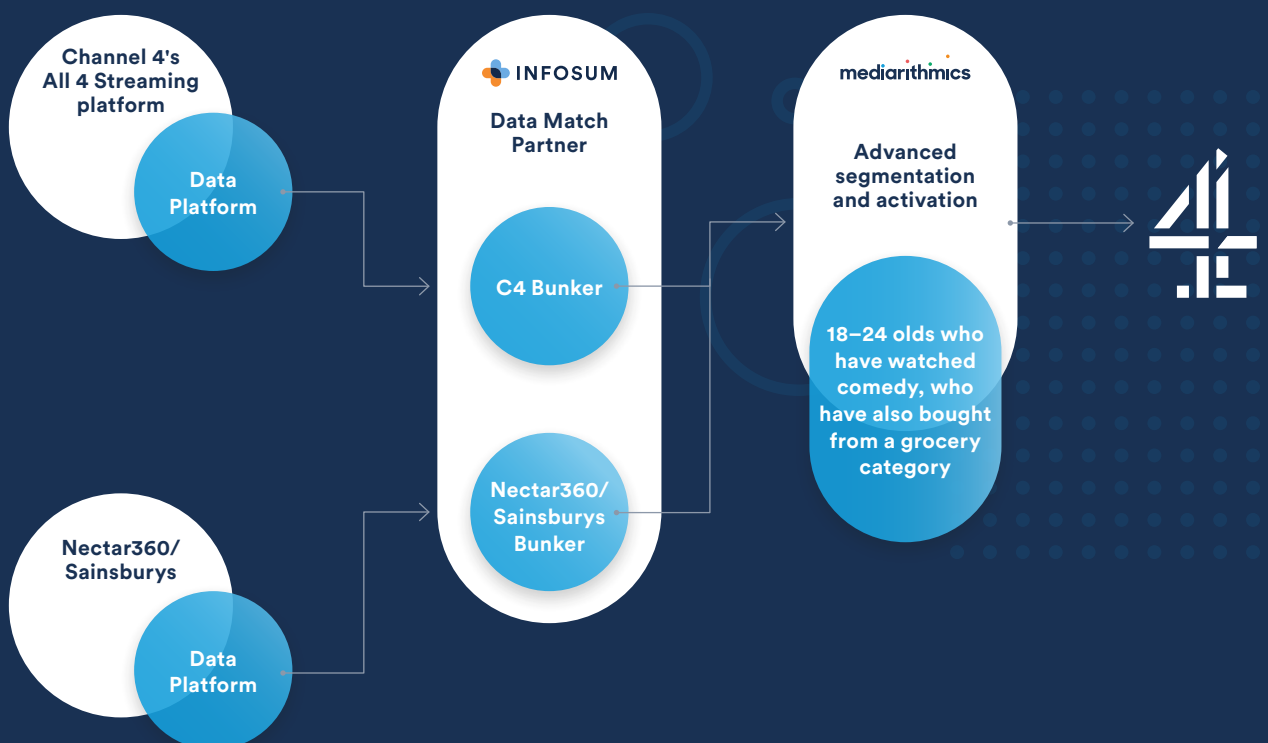 Channel 4's
All 4 Streaming
platform
Data
Platform
Nectar360/
Sainsburys
Data
Platform
INFOSUM
Data Match
Partner
C4 Bunker
Nectar360/
Sainsburys
Bunker
mediarithmics
Advanced
segmentation
and activation
18–24 olds who
have watched
comedy, who
have also bought
from a grocery
category
4